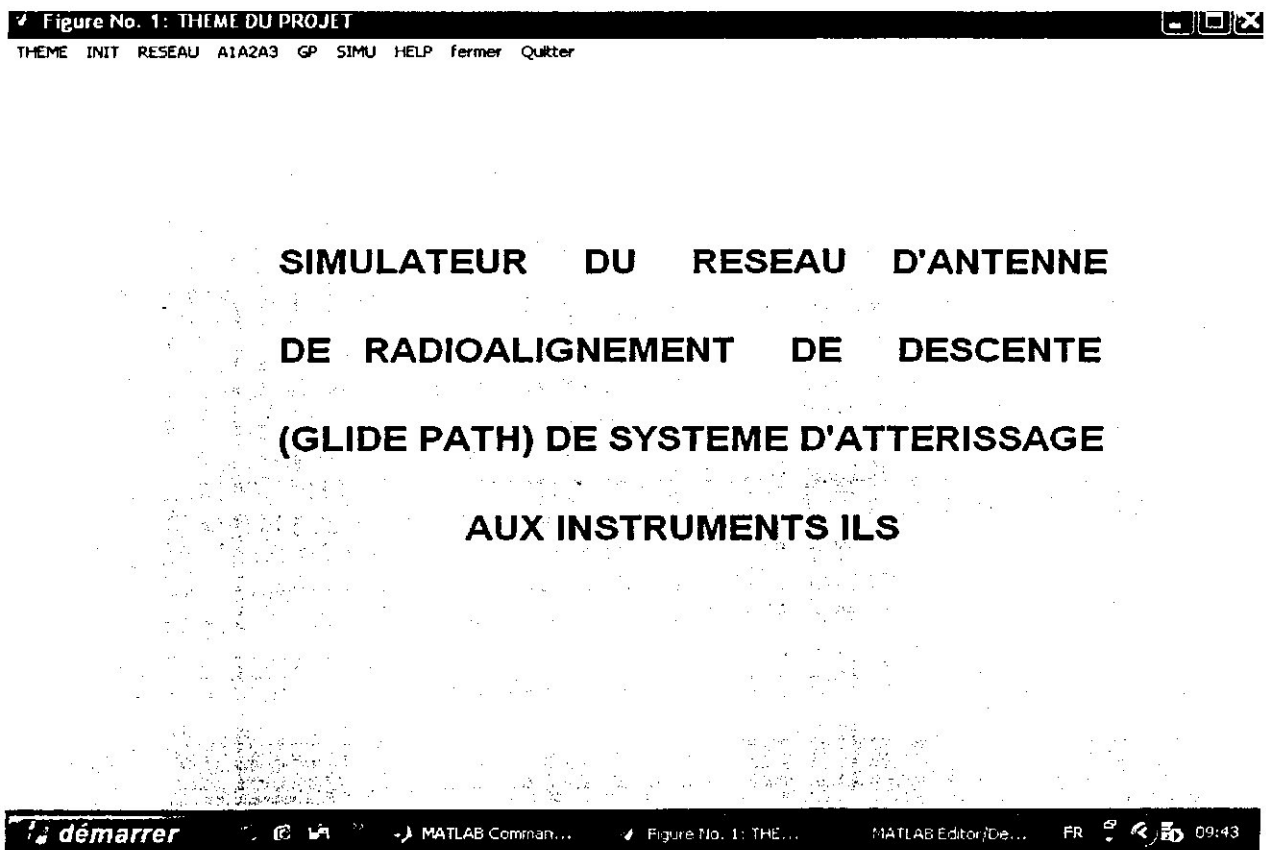 Figure No. 1: THEME DU PROJET
THEME INIT RESEAU A1A2A3 GP SIMU HELP fermer Quitter
SIMULATEUR DU RESEAU D'ANTENNE
DE RADIOALIGNEMENT DE DESCENTE
(GLIDE PATH) DE SYSTEME D'ATTERISSAGE
AUX INSTRUMENTS ILS
démarrer MATLAB Comman... Figure No. 1: THE... MATLAB Editor/De... FR 09:43